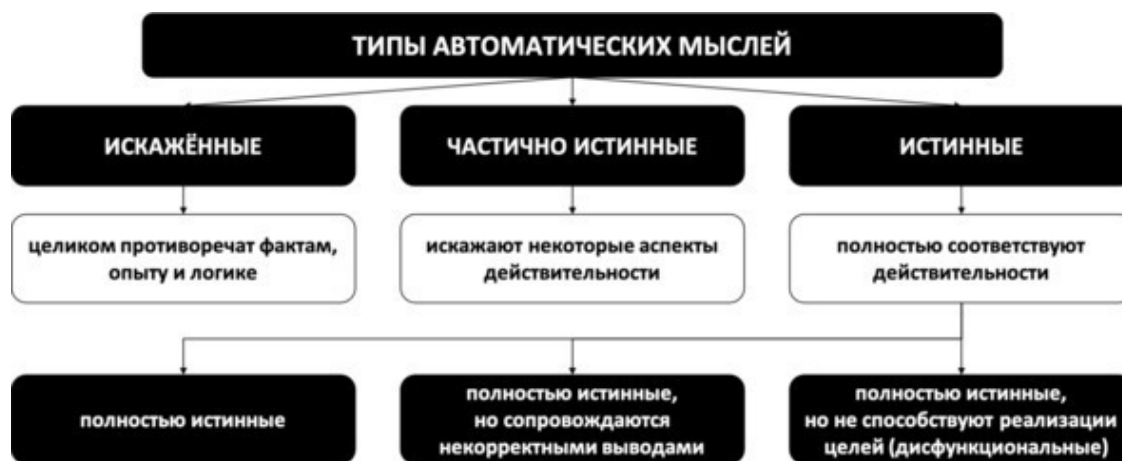 ТИПЫ АВТОМАТИЧЕСКИХ МЫСЛЕЙ
ИСКАЖЁННЫЕ
ЧАСТИЧНО ИСТИННЫЕ
ИСТИННЫЕ
целиком противоречат фактам,
опыту и логике
искажают некоторые аспекты
действительности
полностью соответствуют
действительности
полностью истинные
полностью истинные,
но сопровождаются
некорректными выводами
полностью истинные,
но не способствуют реализации
целей (дисфункциональные)